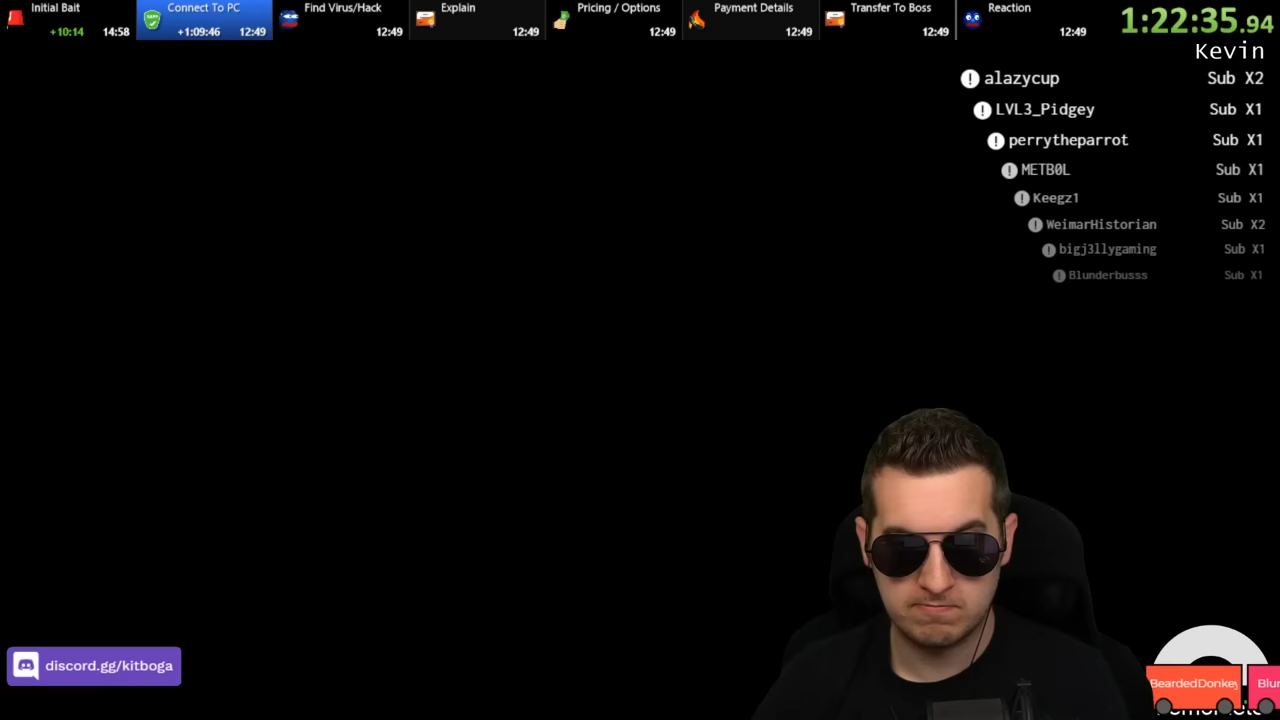 Initial Bait
+10:14 14:58
Connect To PC
+1:09:46 12:49
Find Virus/Hack
12:49
Explain
12:49
Pricing / Options
12:49
Payment Details
12:49
Transfer To Boss
12:49
Reaction
12:49
1:22:35.94
Kevin
alazycup Sub X2
LVL3_Pidgey Sub X1
perrytheparrot Sub X1
METB0L Sub X1
Keegz1 Sub X1
WeimarHistorian Sub X2
bigj3llygaming Sub X1
Blunderbusss Sub X1
discord.gg/kitboga
BeardedDonkey
Blur